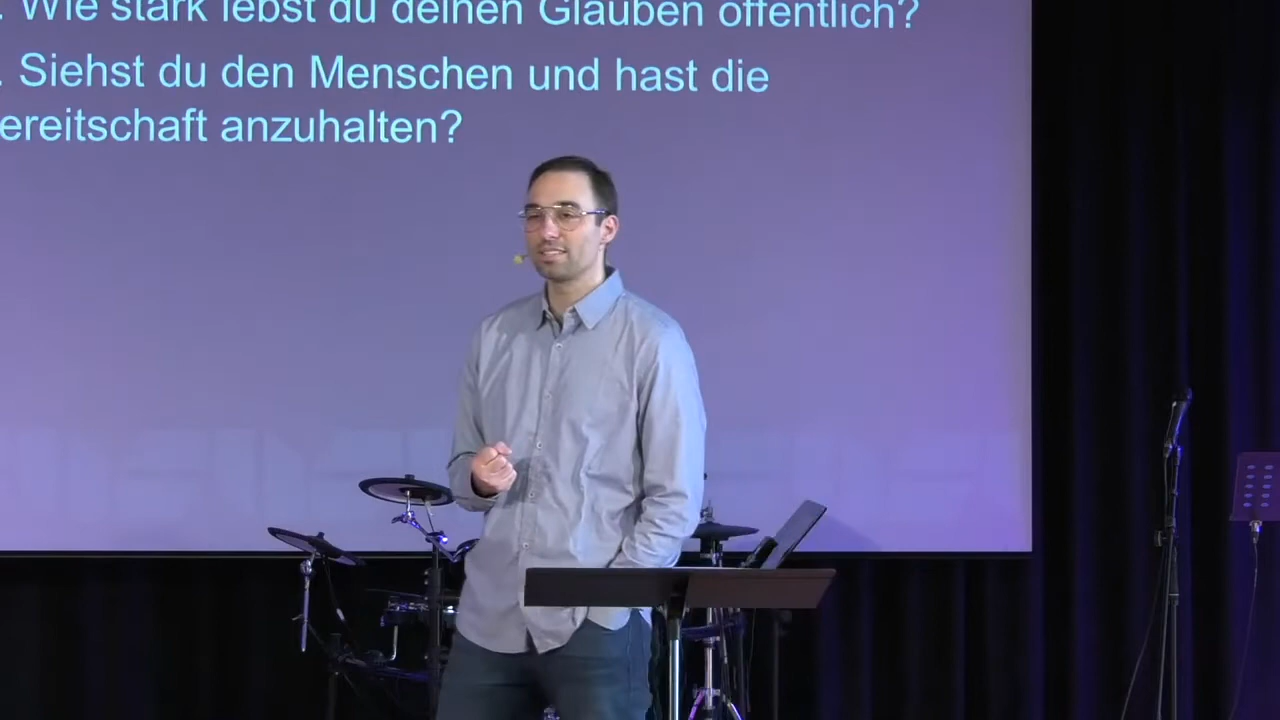 . Wie stark lebst du deinen Glauben öffentlich?
. Siehst du den Menschen und hast die
ereitschaft anzuhalten?